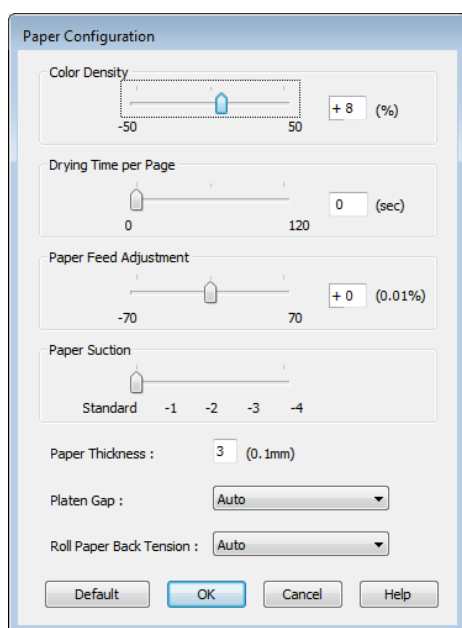 Paper Configuration
Color Density
-50 50 +8 (%)
Drying Time per Page
0 120 0 (sec)
Paper Feed Adjustment
-70 70 +0 (0.01%)
Paper Suction
Standard -1 -2 -3 -4
Paper Thickness : 3 (0.1mm)
Platen Gap : Auto
Roll Paper Back Tension : Auto
Default OK Cancel Help